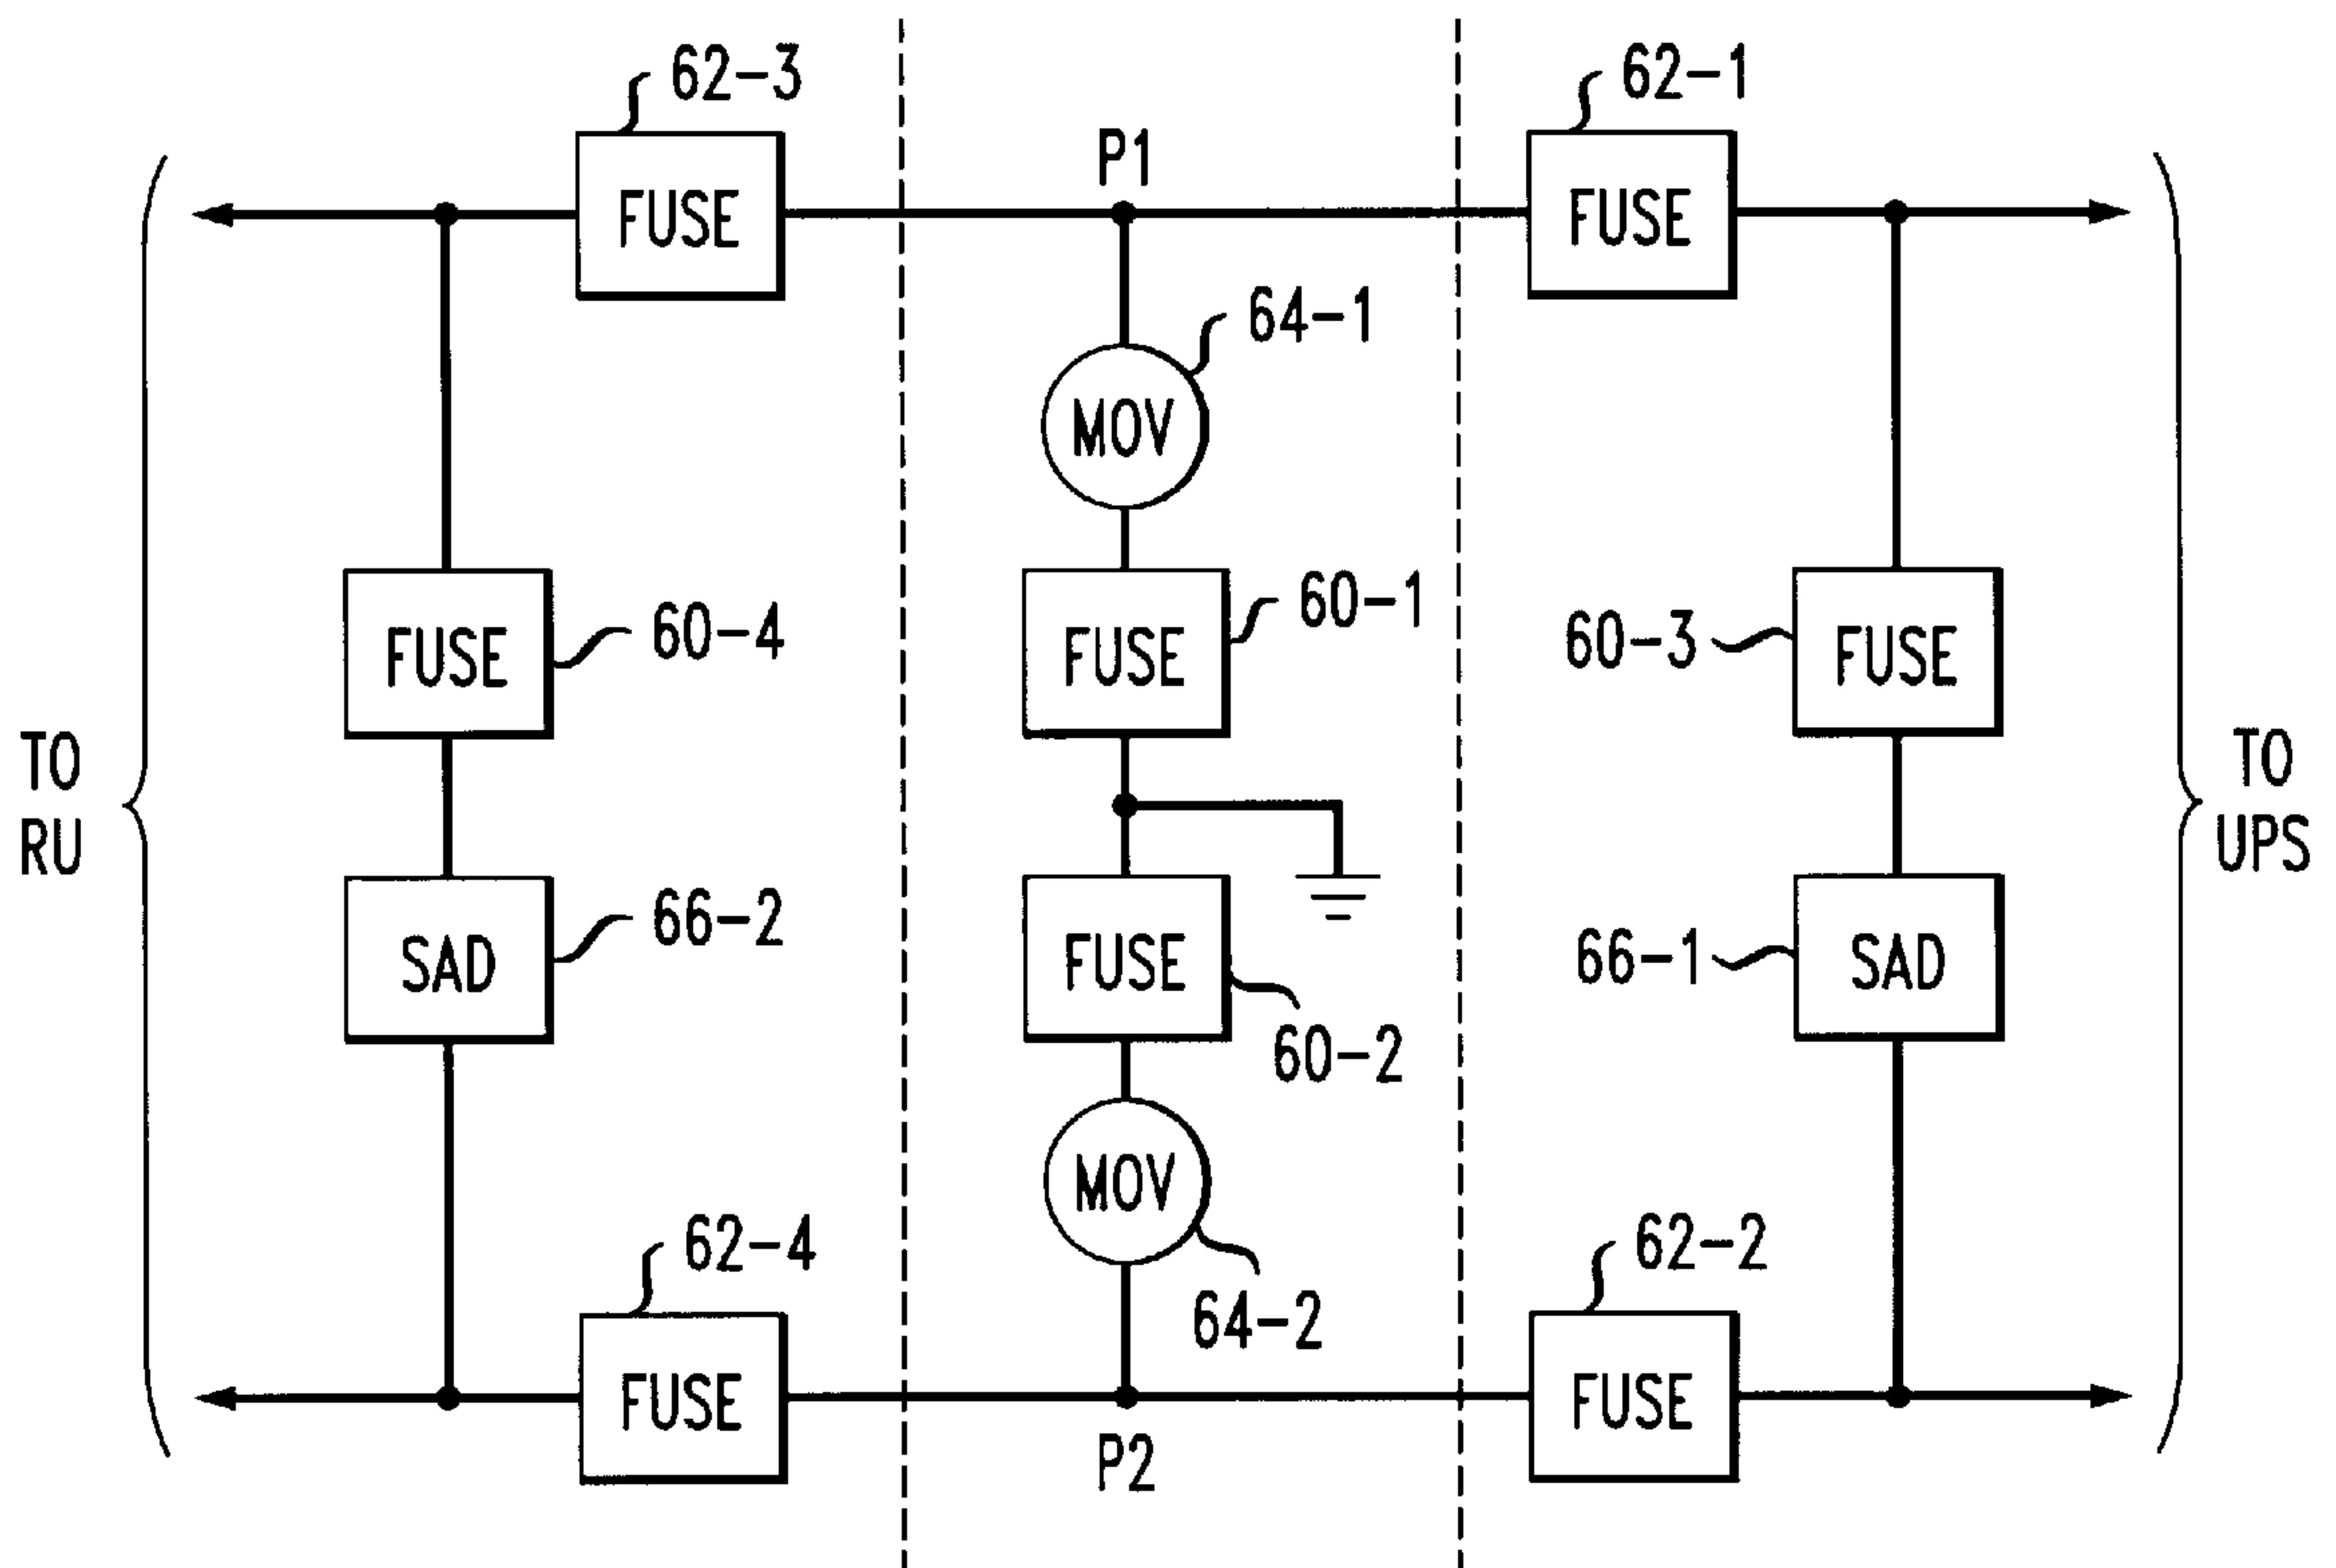 62-3
62-1
P1
FUSE
FUSE
64-1
MOV
60-1
60-4
60-3
FUSE
FUSE
FUSE
TO
RU
TO
UPS
66-2
66-1
SAD
FUSE
SAD
60-2
MOV
62-4
62-2
64-2
FUSE
FUSE
P2